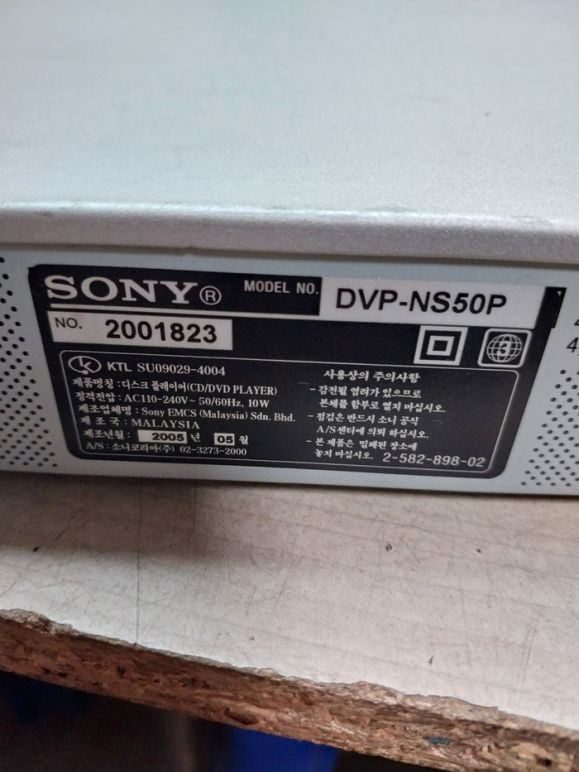 SONY® MODEL NO. DVP-NS50P
NO. 2001823
3
KTL SU09029-4004
제품명칭 : 디스크 플레이어(CD/DVD PLAYER)
정격전압 : AC110-240V~ 50/60Hz, 10W
제조업체명 : Sony EMCS (Malaysia) Sdn. Bhd.
제 조 국 : MALAYSIA
제조년월 : 2005 년 05 월
A/S : 소니코리아(주) 02-3273-2000
사용상의 주의사항
- 감전될 염려가 있으므로
본체를 함부로 열지 마십시오.
- 점검은 반드시 소니 공식
A/S센터에 의뢰 하십시오.
- 본 제품은 밀폐된 장소에
놓지 마십시오. 2-582-898-02